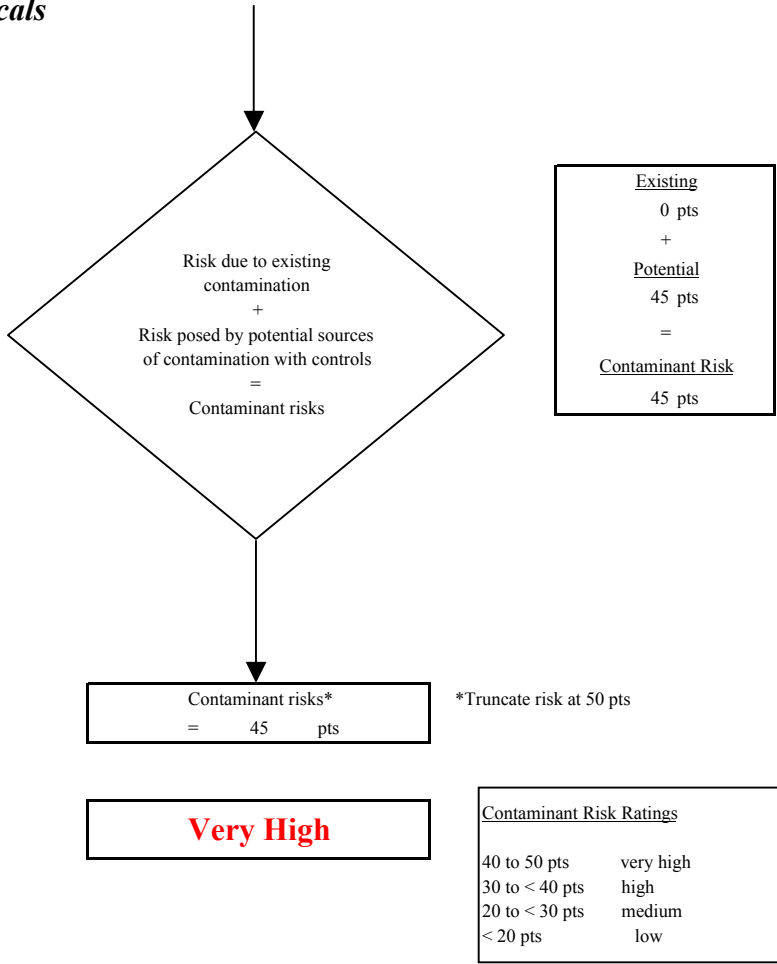 Risk due to existing
contamination
+
Risk posed by potential sources
of contamination with controls
=
Contaminant risks
Existing
0 pts
+
Potential
45 pts
=
Contaminant Risk
45 pts
Contaminant risks*
= 45 pts
*Truncate risk at 50 pts
Very High
Contaminant Risk Ratings
40 to 50 pts very high
30 to < 40 pts high
20 to < 30 pts medium
< 20 pts low